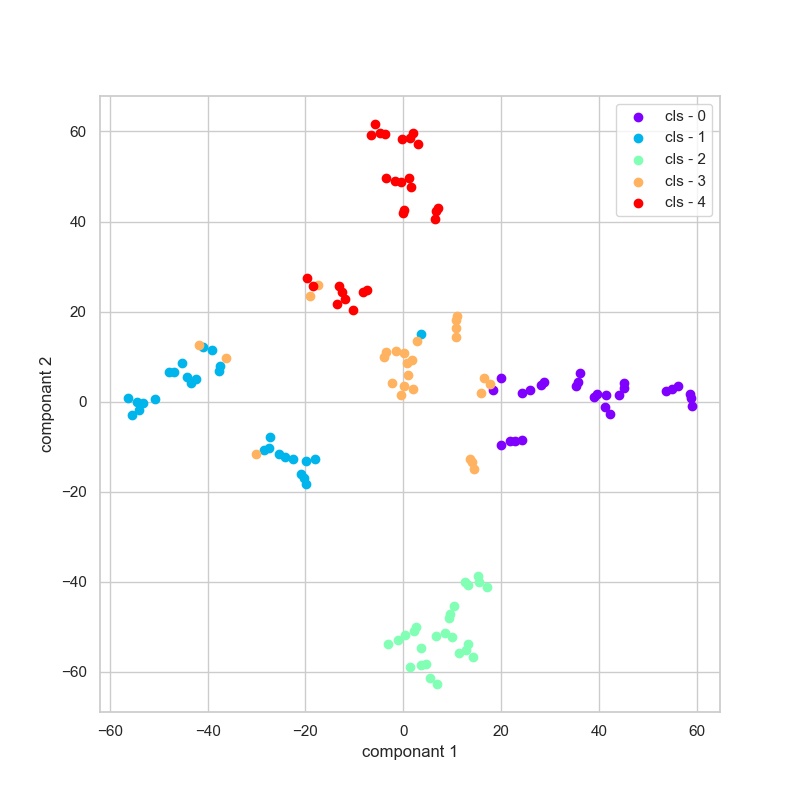 cls - 0
cls - 1
cls - 2
cls - 3
cls - 4
60
40
20
0
−20
−40
−60
componant 2
−60 −40 −20 0 20 40 60
componant 1